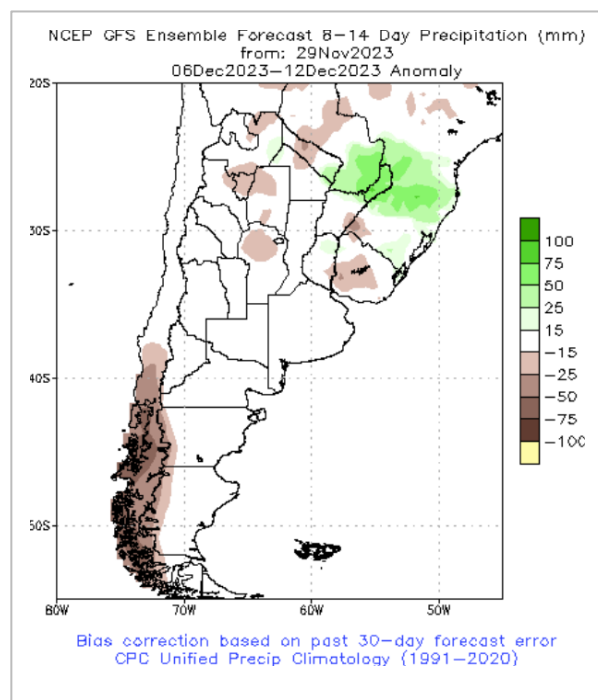 NCEP GFS Ensemble Forecast 8-14 Day Precipitation (mm)
from: 29Nov2023
06Dec2023-12Dec2023 Anomaly
20S
30S
40S
50S
80W
70W
60W
50W
100
75
50
25
15
-15
-25
-50
-75
-100
Bias correction based on past 30-day forecast error
CPC Unified Precip Climatology (1991-2020)